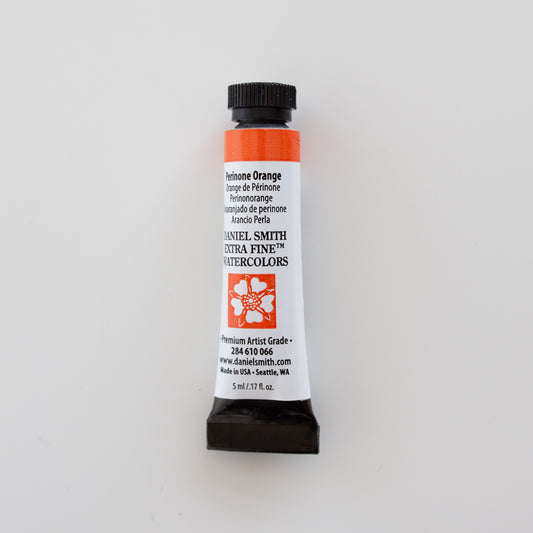 Perinone Orange
Orange de Périnone
Perinonorange
aranjado de perinone
Arancio Perla
DANIEL SMITH
EXTRA FINE™
WATERCOLORS
Premium Artist Grade •
284 610 066
www.danielsmith.com
Made in USA • Seattle, WA
5 ml/.17 fl. oz.